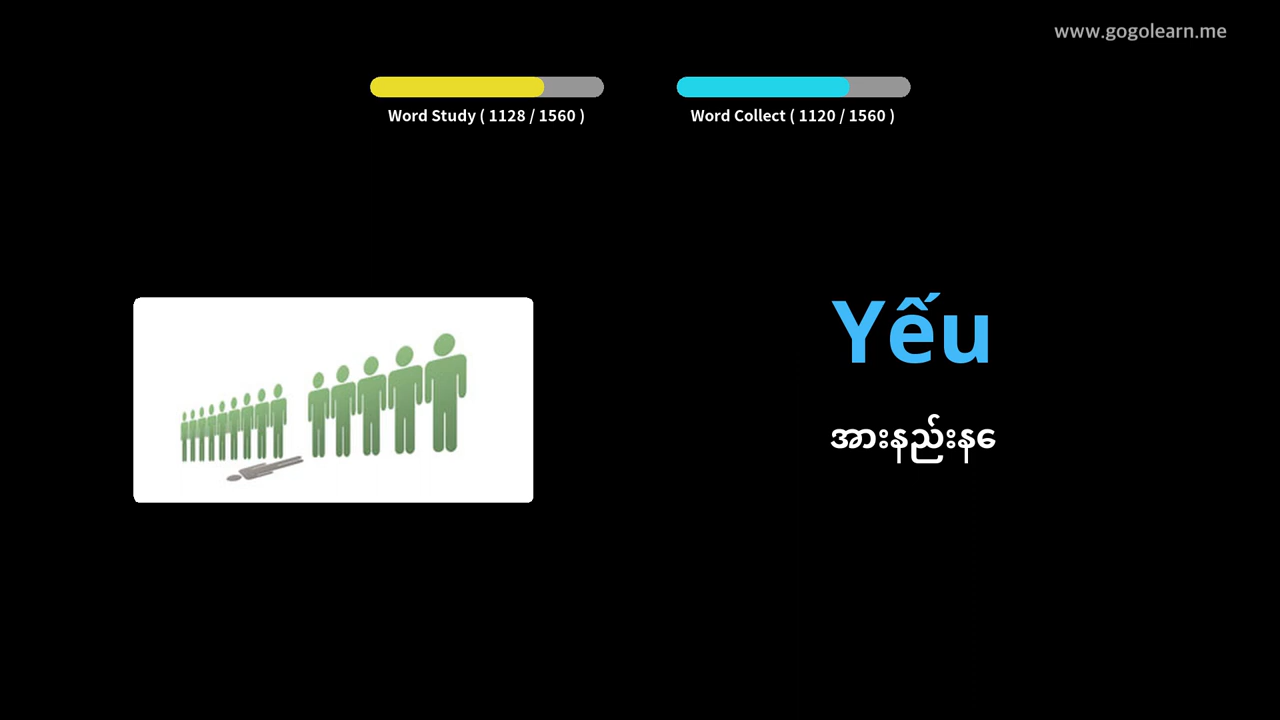 www.gogolearn.me
Word Study ( 1128 / 1560 )
Word Collect ( 1120 / 1560 )
Yếu
အားနည်းနေ